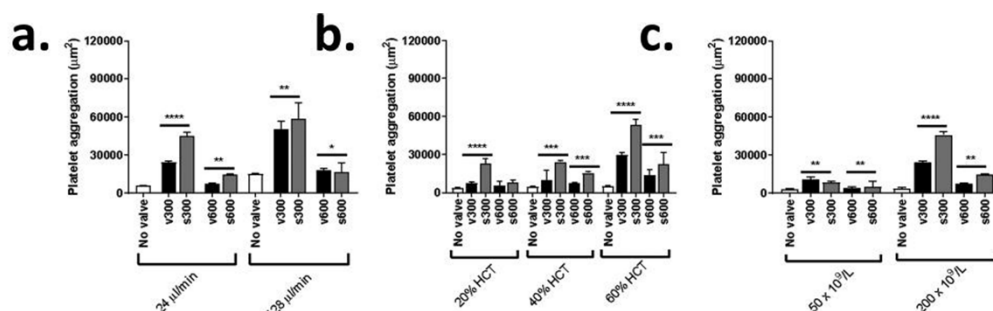 a.
Platelet aggregation (μm²)
120000
90000
60000
30000
0
****
**
**
*
No valve
v300
s300
v600
s600
No valve
v300
s300
v600
s600
24 μl/min
28 μl/min
b.
Platelet aggregation (μm²)
120000
90000
60000
30000
0
****
***
***
****
***
No valve
v300
s300
v600
s600
No valve
v300
s300
v600
s600
No valve
v300
s300
v600
s600
20% HCT
40% HCT
60% HCT
c.
Platelet aggregation (μm²)
120000
90000
60000
30000
0
**
**
****
**
No valve
v300
s300
v600
s600
No valve
v300
s300
v600
s600
50 x 10⁹/L
200 x 10⁹/L